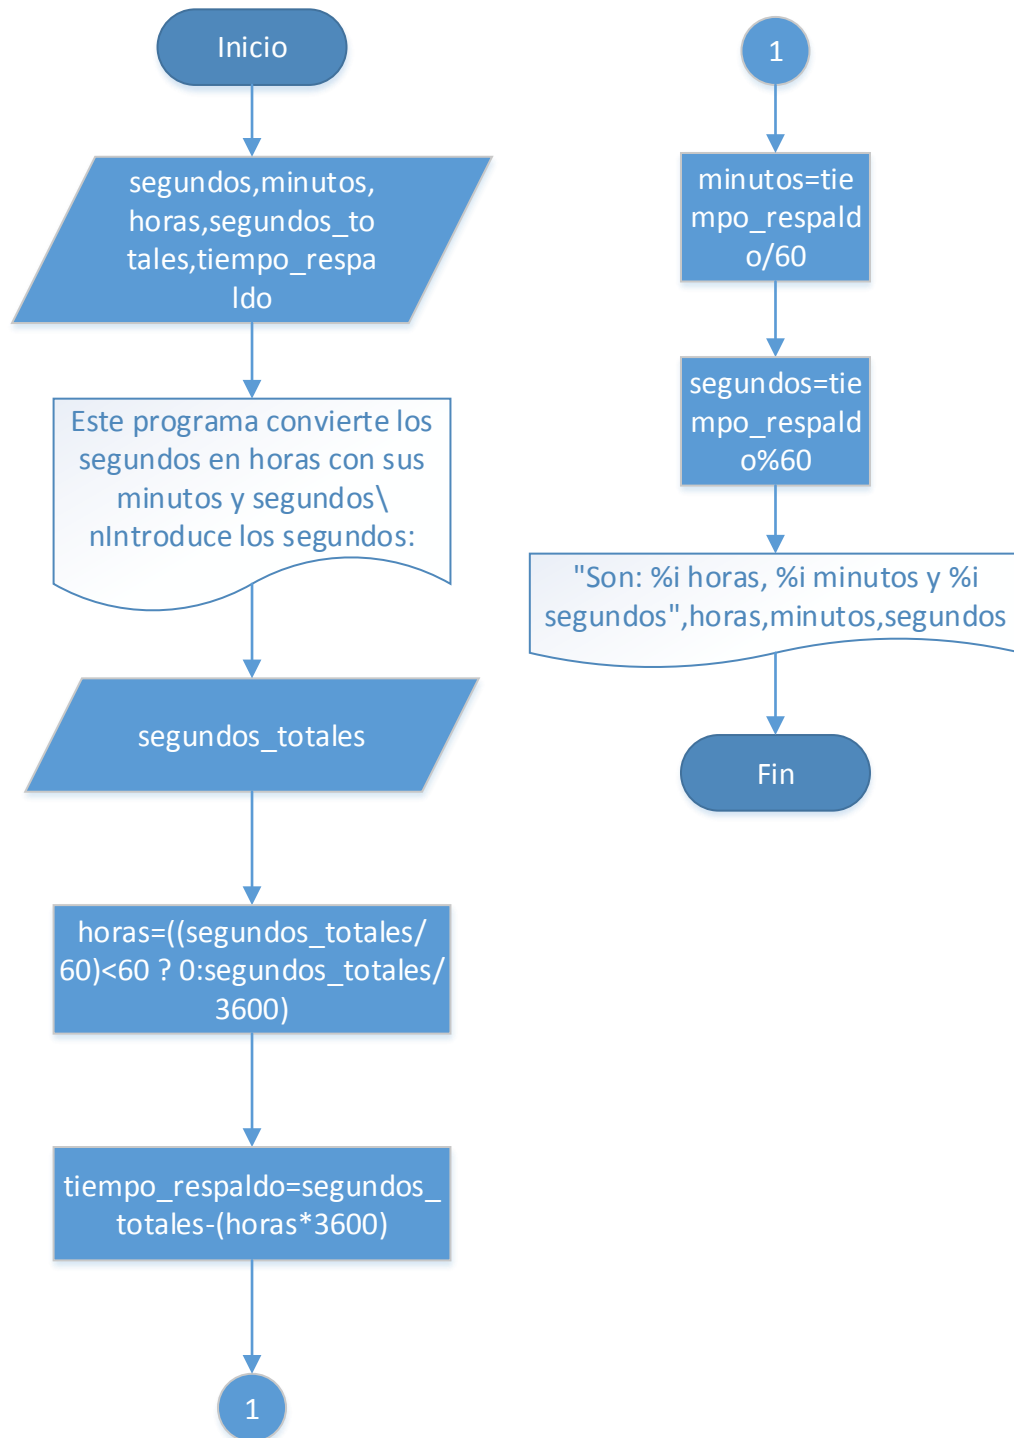 Inicio
segundos,minutos,
horas,segundos_to
tales,tiempo_respa
ldo
Este programa convierte los
segundos en horas con sus
minutos y segundos\
nIntroduce los segundos:
segundos_totales
horas=((segundos_totales/
60)<60 ? 0:segundos_totales/
3600)
tiempo_respaldo=segundos_
totales-(horas*3600)
1
1
minutos=tie
mpo_respald
o/60
segundos=tie
mpo_respald
o%60
"Son: %i horas, %i minutos y %i
segundos",horas,minutos,segundos
Fin